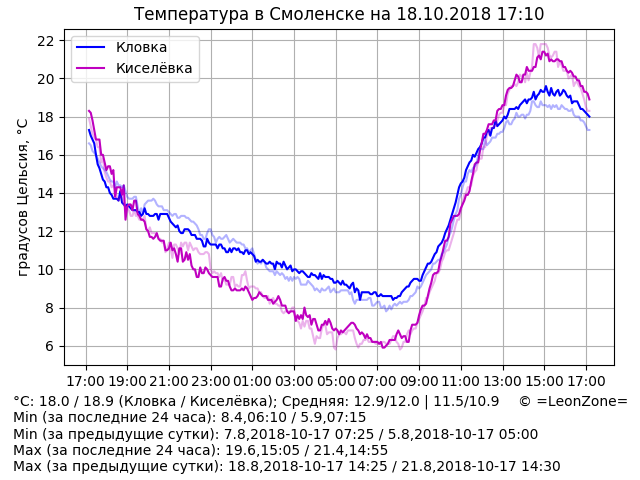 Температура в Смоленске на 18.10.2018 17:10
Кловка
Киселёвка
градусов Цельсия, °C
22
20
18
16
14
12
10
8
6
17:00 19:00 21:00 23:00 01:00 03:00 05:00 07:00 09:00 11:00 13:00 15:00 17:00
°C: 18.0 / 18.9 (Кловка / Киселёвка); Средняя: 12.9/12.0 | 11.5/10.9 © =LeonZone=
Min (за последние 24 часа): 8.4,06:10 / 5.9,07:15
Min (за предыдущие сутки): 7.8,2018-10-17 07:25 / 5.8,2018-10-17 05:00
Max (за последние 24 часа): 19.6,15:05 / 21.4,14:55
Max (за предыдущие сутки): 18.8,2018-10-17 14:25 / 21.8,2018-10-17 14:30